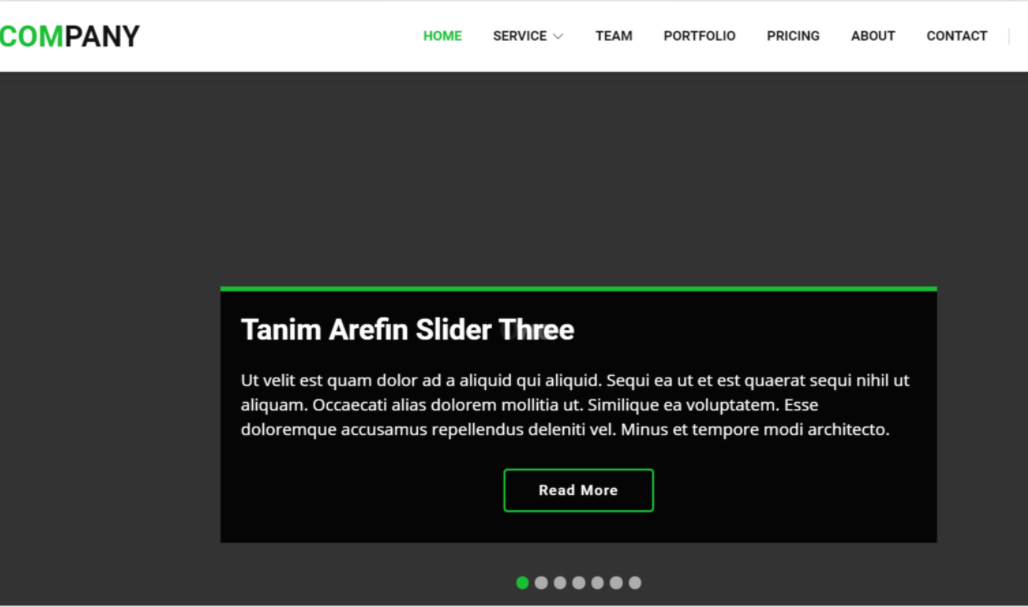 COMPANY
HOME SERVICE TEAM PORTFOLIO PRICING ABOUT CONTACT
Tanim Arefin Slider Three
Ut velit est quam dolor ad a aliquid qui aliquid. Sequi ea ut et est quaerat sequi nihil ut
aliquam. Occaecati alias dolorem mollitia ut. Similique ea voluptatem. Esse
doloremque accusamus repellendus deleniti vel. Minus et tempore modi architecto.
Read More